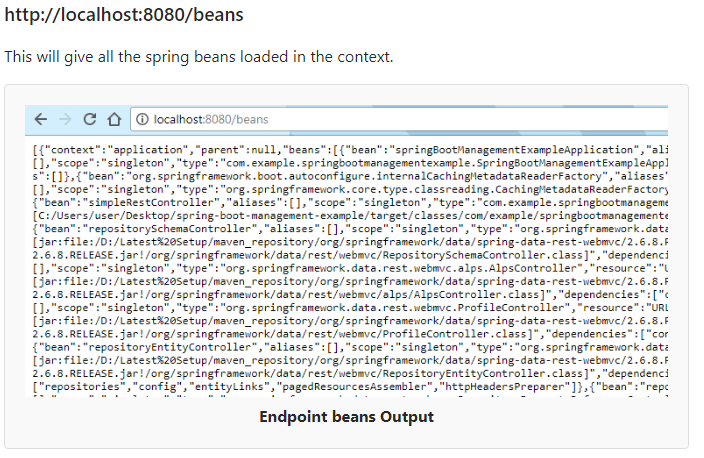 http://localhost:8080/beans
This will give all the spring beans loaded in the context.
localhost:8080/beans
[{"context":"application","parent":null,"beans":[{"bean":"springBootManagementExampleApplication","ali
[],"scope":"singleton","type":"com.example.springbootmanagementexample.SpringBootManagementExampleAppl
s":[]},{"bean":"org.springframework.boot.autoconfigure.internalCachingMetadataReaderFactory","aliases"
[],"scope":"singleton","type":"org.springframework.core.type.classreading.CachingMetadataReaderFactory
{"bean":"simpleRestController","aliases":[],"scope":"singleton","type":"com.example.springbootmanageme
[C:/Users/user/Desktop/spring-boot-management-example/target/classes/com/example/springbootmanagemente
{"bean":"repositorySchemaController","aliases":[],"scope":"singleton","type":"org.springframework.data
[jar:file:/D:/Latest%20Setup/maven_repository/org/springframework/data/spring-data-rest-webmvc/2.6.8.R
2.6.8.RELEASE.jar!/org/springframework/data/rest/webmvc/RepositorySchemaController.class]","dependenci
[],"scope":"singleton","type":"org.springframework.data.rest.webmvc.alps.AlpsController","resource":"U
[jar:file:/D:/Latest%20Setup/maven_repository/org/springframework/data/spring-data-rest-webmvc/2.6.8.R
2.6.8.RELEASE.jar!/org/springframework/data/rest/webmvc/alps/AlpsController.class]","dependencies":["c
[],"scope":"singleton","type":"org.springframework.data.rest.webmvc.ProfileController","resource":"URL
[jar:file:/D:/Latest%20Setup/maven_repository/org/springframework/data/spring-data-rest-webmvc/2.6.8.R
2.6.8.RELEASE.jar!/org/springframework/data/rest/webmvc/ProfileController.class]","dependencies":["con
{"bean":"repositoryEntityController","aliases":[],"scope":"singleton","type":"org.springframework.data
[jar:file:/D:/Latest%20Setup/maven_repository/org/springframework/data/spring-data-rest-webmvc/2.6.8.R
2.6.8.RELEASE.jar!/org/springframework/data/rest/webmvc/RepositoryEntityController.class]","dependenci
["repositories","config","entityLinks","pagedResourcesAssembler","httpHeadersPreparer"]},{"bean":"repo
Endpoint beans Output